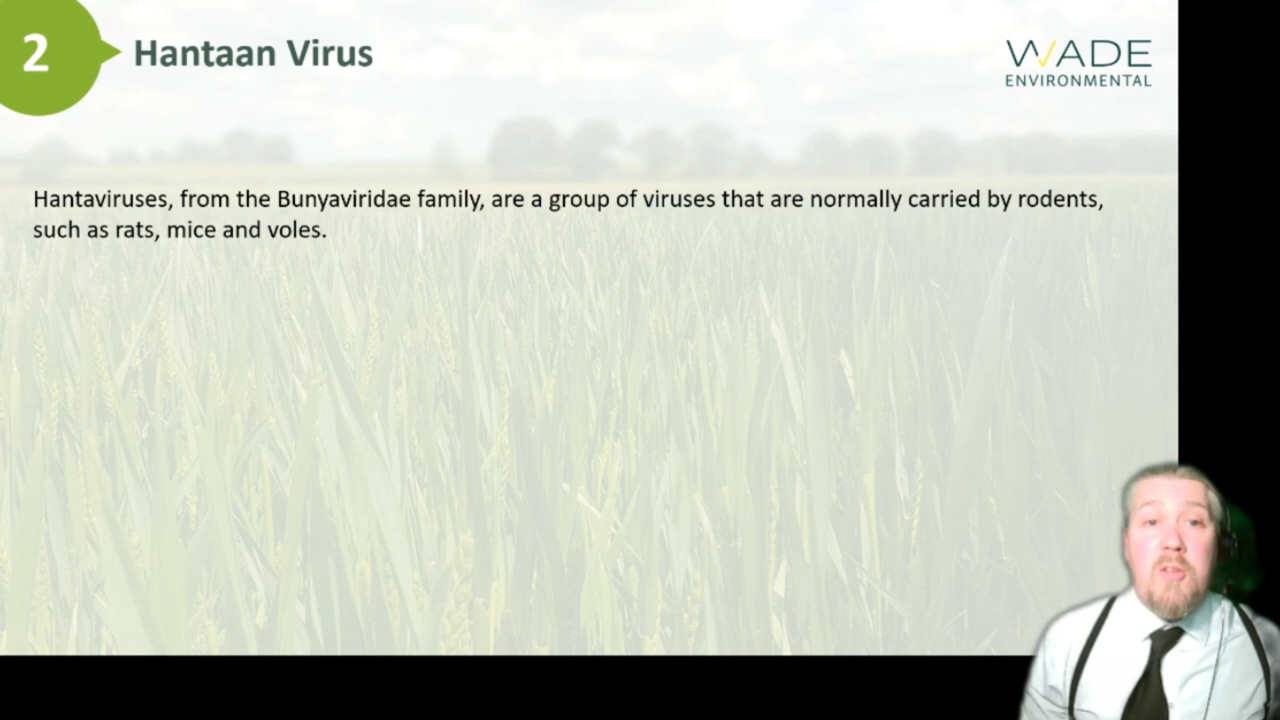 2
Hantaan Virus
WADE
ENVIRONMENTAL
Hantaviruses, from the Bunyaviridae family, are a group of viruses that are normally carried by rodents,
such as rats, mice and voles.